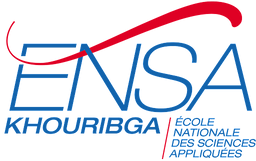 ENSA
KHOURIBGA
ÉCOLE
NATIONALE
DES SCIENCES
APPLIQUÉES